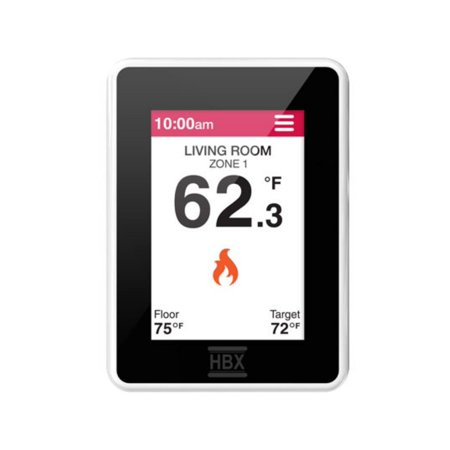 10:00am
LIVING ROOM
ZONE 1
62.3 °F
Floor Target
75°F 72°F
HBX